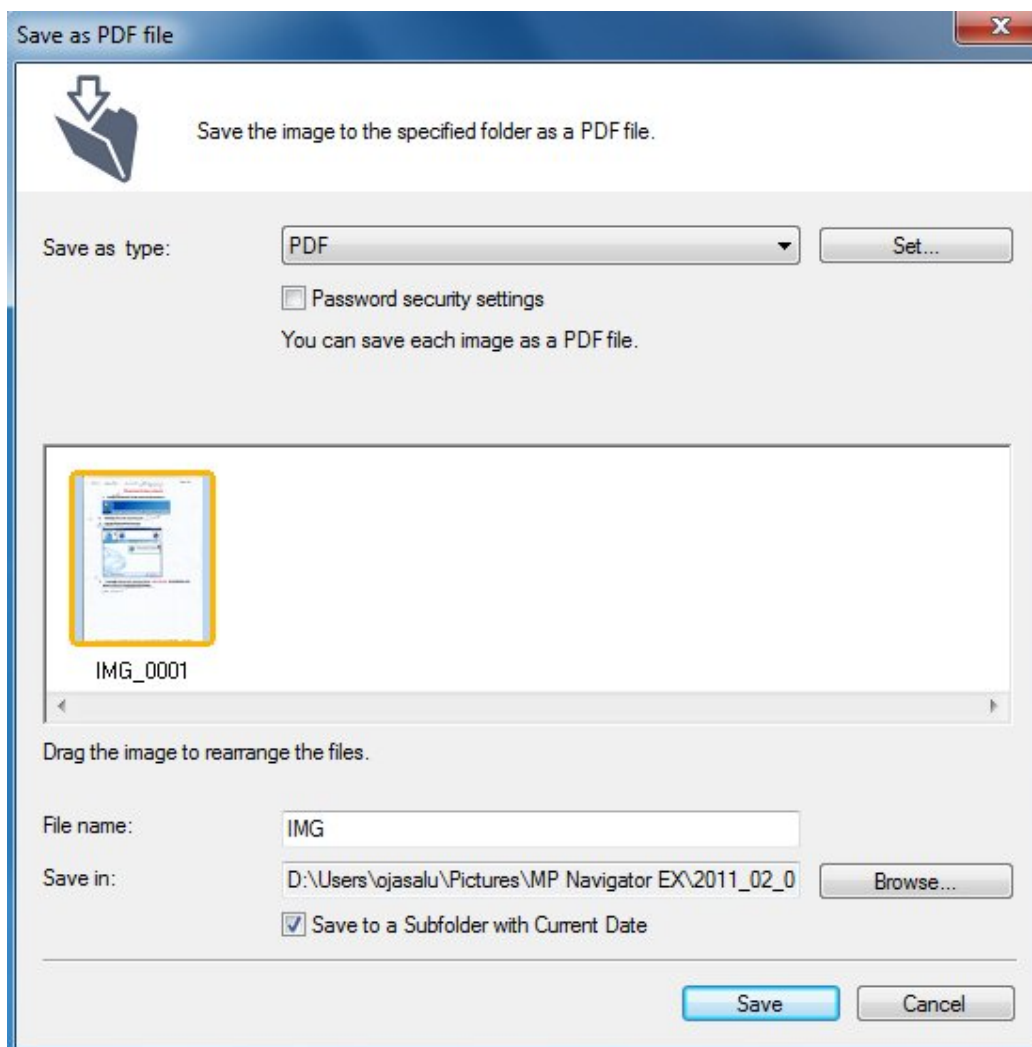 Save as PDF file
Save the image to the specified folder as a PDF file.
Save as type:
PDF
Set...
Password security settings
You can save each image as a PDF file.
IMG_0001
Drag the image to rearrange the files.
File name:
IMG
Save in:
D:\Users\ojasalu\Pictures\MP Navigator EX\2011_02_0
Browse...
Save to a Subfolder with Current Date
Save
Cancel